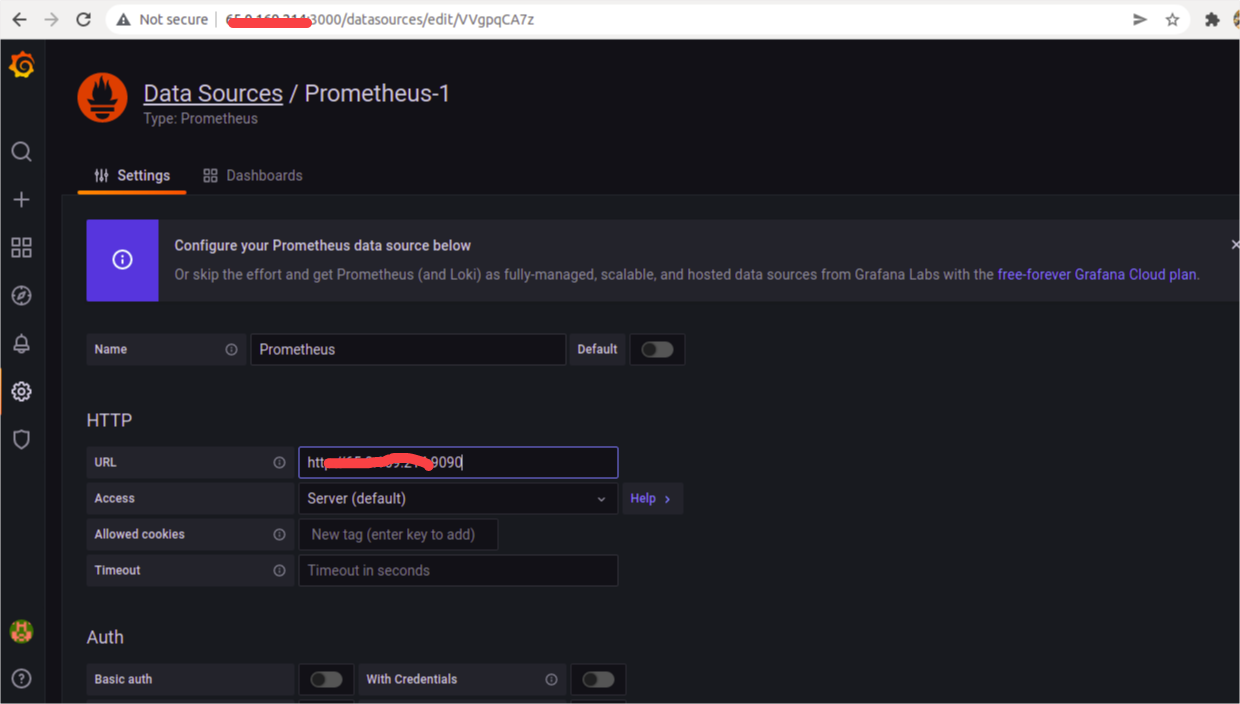 Not secure :3000/datasources/edit/VVgpqCA7z
Data Sources / Prometheus-1
Type: Prometheus
Settings Dashboards
Configure your Prometheus data source below
Or skip the effort and get Prometheus (and Loki) as fully-managed, scalable, and hosted data sources from Grafana Labs with the free-forever Grafana Cloud plan.
Name Prometheus Default
HTTP
URL 9090
Access Server (default) Help
Allowed cookies New tag (enter key to add)
Timeout Timeout in seconds
Auth
Basic auth With Credentials